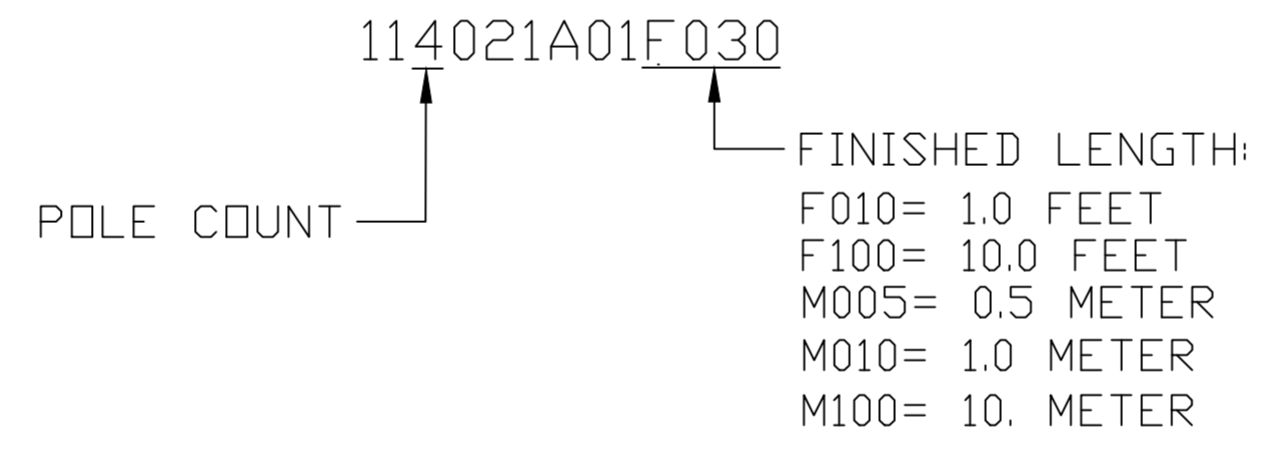 114021A01F030
FINISHED LENGTH:
POLE COUNT
F010= 1.0 FEET
F100= 10.0 FEET
M005= 0.5 METER
M010= 1.0 METER
M100= 10. METER